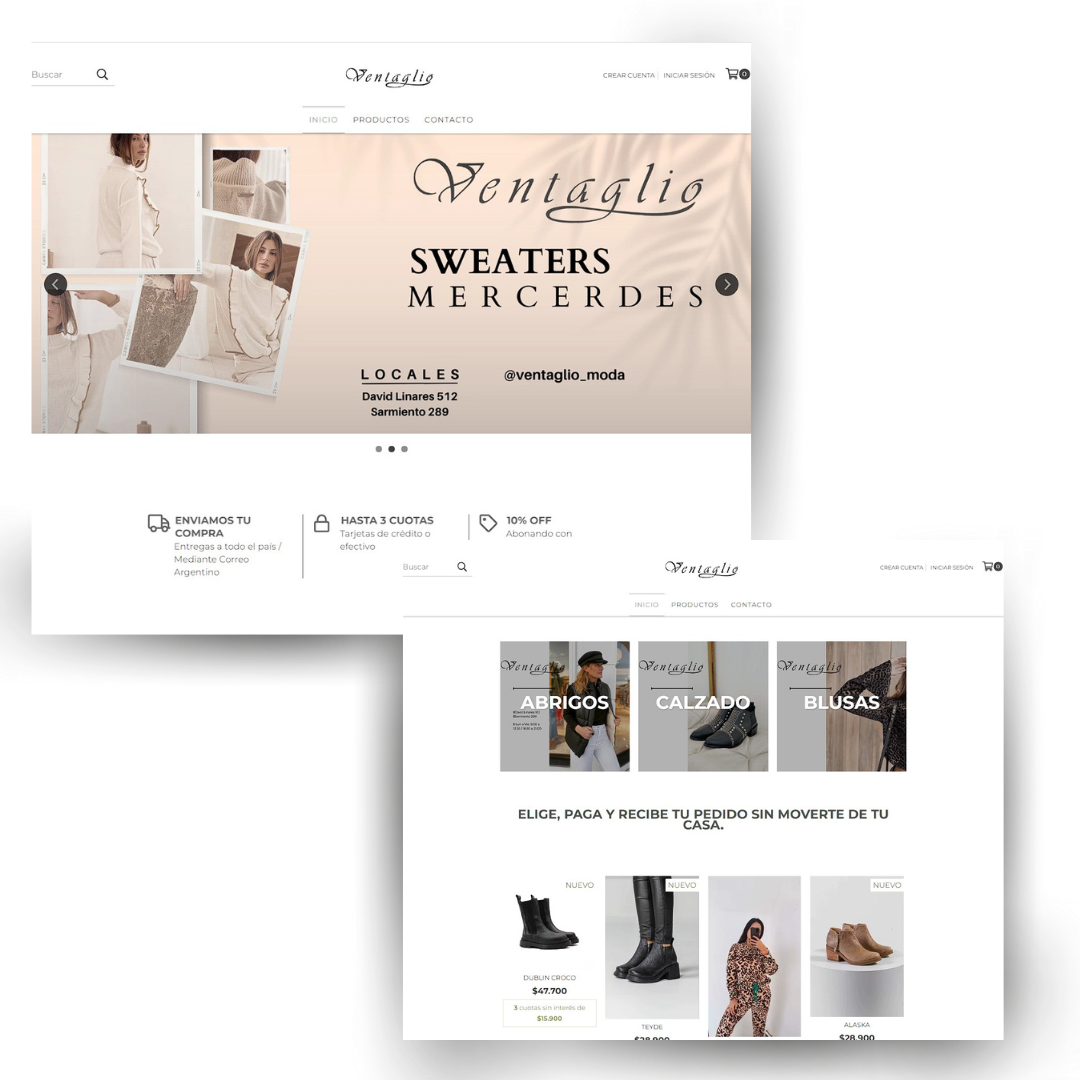 Buscar
Ventaglio
CREAR CUENTA | INICIAR SESIÓN
0
INICIO PRODUCTOS CONTACTO
Ventaglio
SWEATERS
MERCERDES
LOCALES
@ventaglio_moda
David Linares 512
Sarmiento 289
ENVIAMOS TU
COMPRA
Entregas a todo el país /
Mediante Correo
Argentino
HASTA 3 CUOTAS
Tarjetas de crédito o
efectivo
10% OFF
Abonando con
Buscar
Ventaglio
CREAR CUENTA | INICIAR SESIÓN
0
INICIO PRODUCTOS CONTACTO
Ventaglio
ABRIGOS
Ventaglio
CALZADO
Ventaglio
BLUSAS
ELIGE, PAGA Y RECIBE TU PEDIDO SIN MOVERTE DE TU
CASA.
NUEVO
DUBLIN CROCO
$47.700
3 cuotas sin interés de
$15.900
NUEVO
TEYDE
$28.900
NUEVO
ALASKA
$28.900